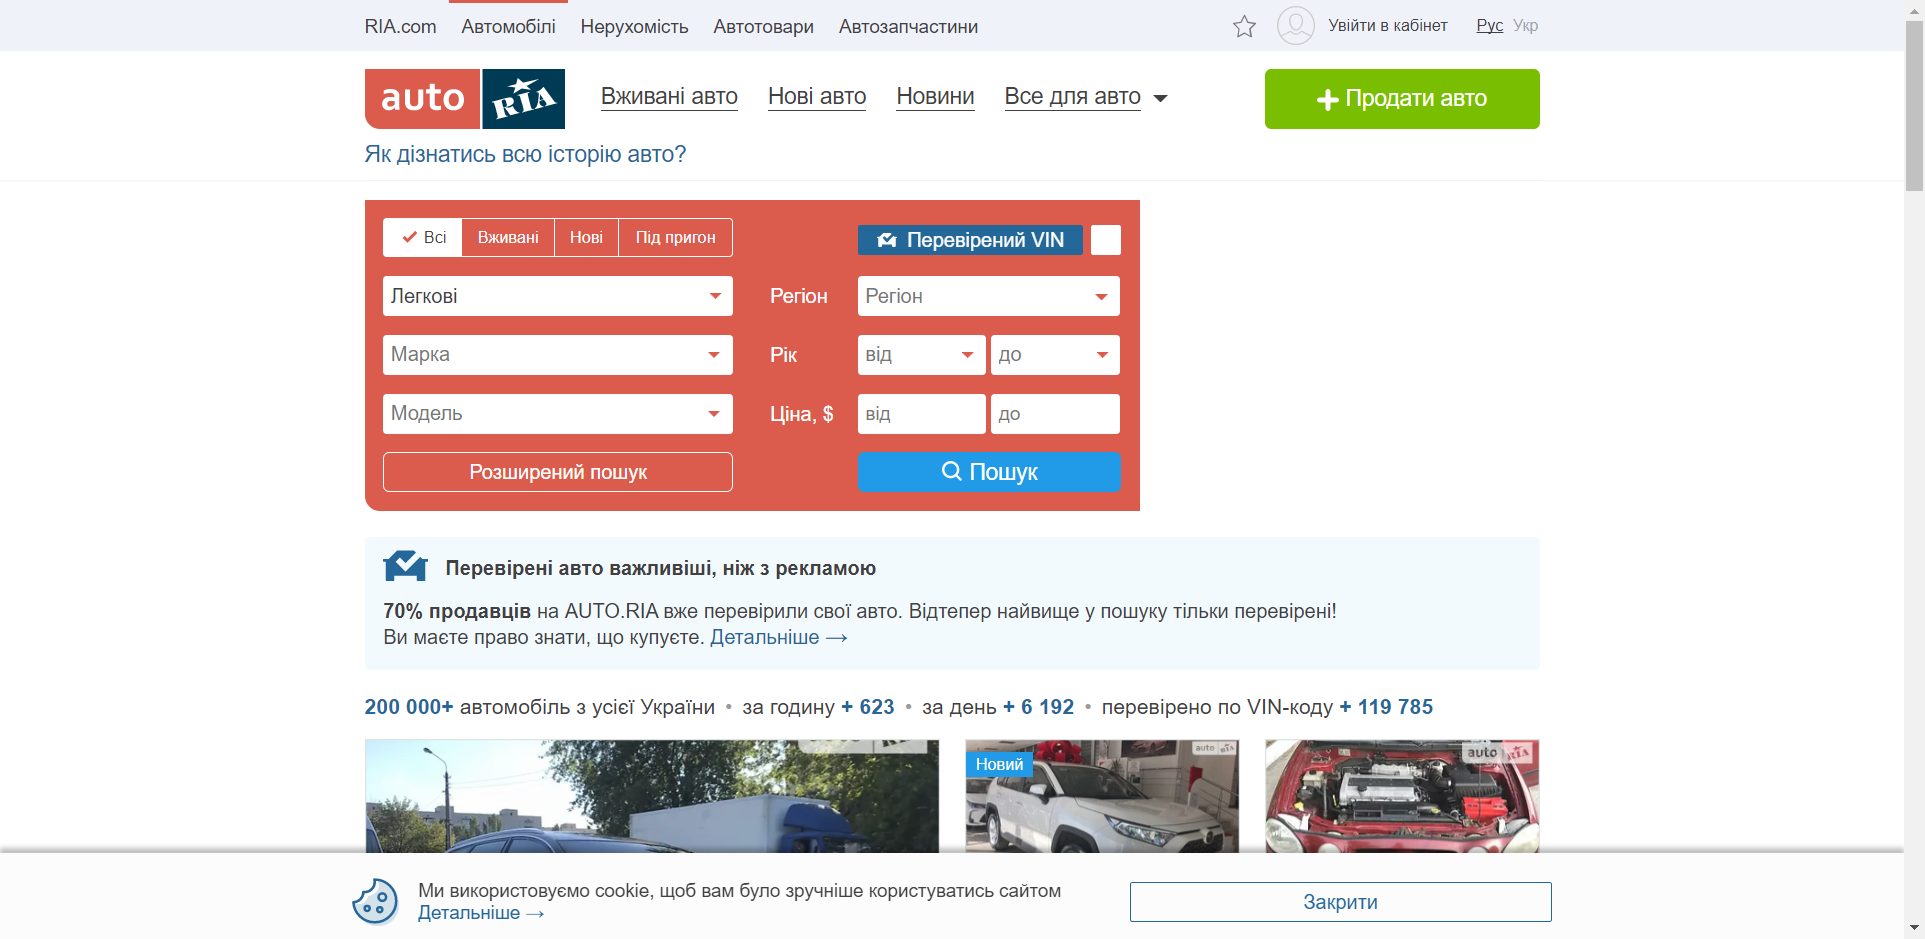 RIA.com Автомобілі Нерухомість Автотовари Автозапчастини Увійти в кабінет Рус Укр
auto RIA Вживані авто Нові авто Новини Все для авто Продати авто
Як дізнатись всю історію авто?
Всі Вживані Нові Під пригон Перевірений VIN
Легкові Регіон Регіон
Марка Рік від до
Модель Ціна, $ від до
Розширений пошук Пошук
Перевірені авто важливіші, ніж з рекламою
70% продавців на AUTO.RIA вже перевірили свої авто. Відтепер найвище у пошуку тільки перевірені!
Ви маєте право знати, що купуєте. Детальніше →
200 000+ автомобіль з усієї України • за годину + 623 • за день + 6 192 • перевірено по VIN-коду + 119 785
Новий auto RIA auto RIA
Ми використовуємо cookie, щоб вам було зручніше користуватись сайтом
Детальніше →
Закрити